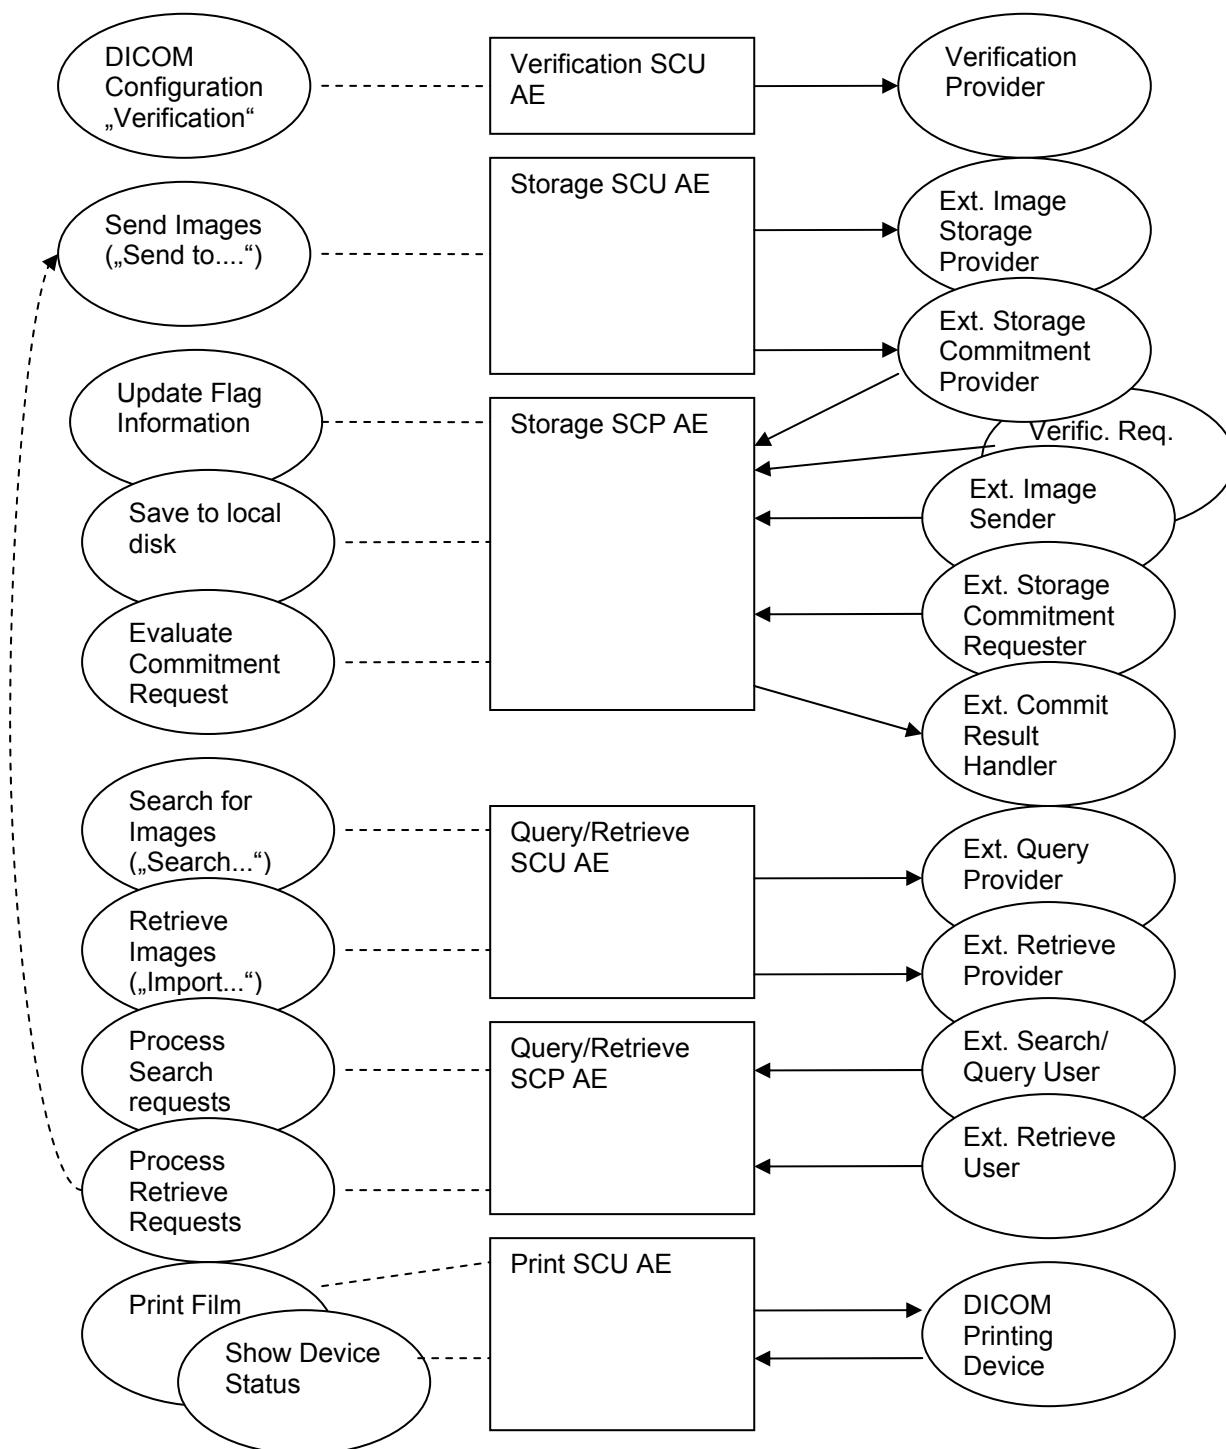 DICOM
Configuration
„Verification“
Verification SCU
AE
Verification
Provider
Send Images
(„Send to....“)
Storage SCU AE
Ext. Image
Storage
Provider
Ext. Storage
Commitment
Provider
Update Flag
Information
Storage SCP AE
Verific. Req.
Save to local
disk
Ext. Image
Sender
Evaluate
Commitment
Request
Ext. Storage
Commitment
Requester
Ext. Commit
Result
Handler
Search for
Images
(„Search...“)
Query/Retrieve
SCU AE
Ext. Query
Provider
Retrieve
Images
(„Import...“)
Ext. Retrieve
Provider
Process
Search
requests
Query/Retrieve
SCP AE
Ext. Search/
Query User
Process
Retrieve
Requests
Ext. Retrieve
User
Print Film
Print SCU AE
DICOM
Printing
Device
Show Device
Status